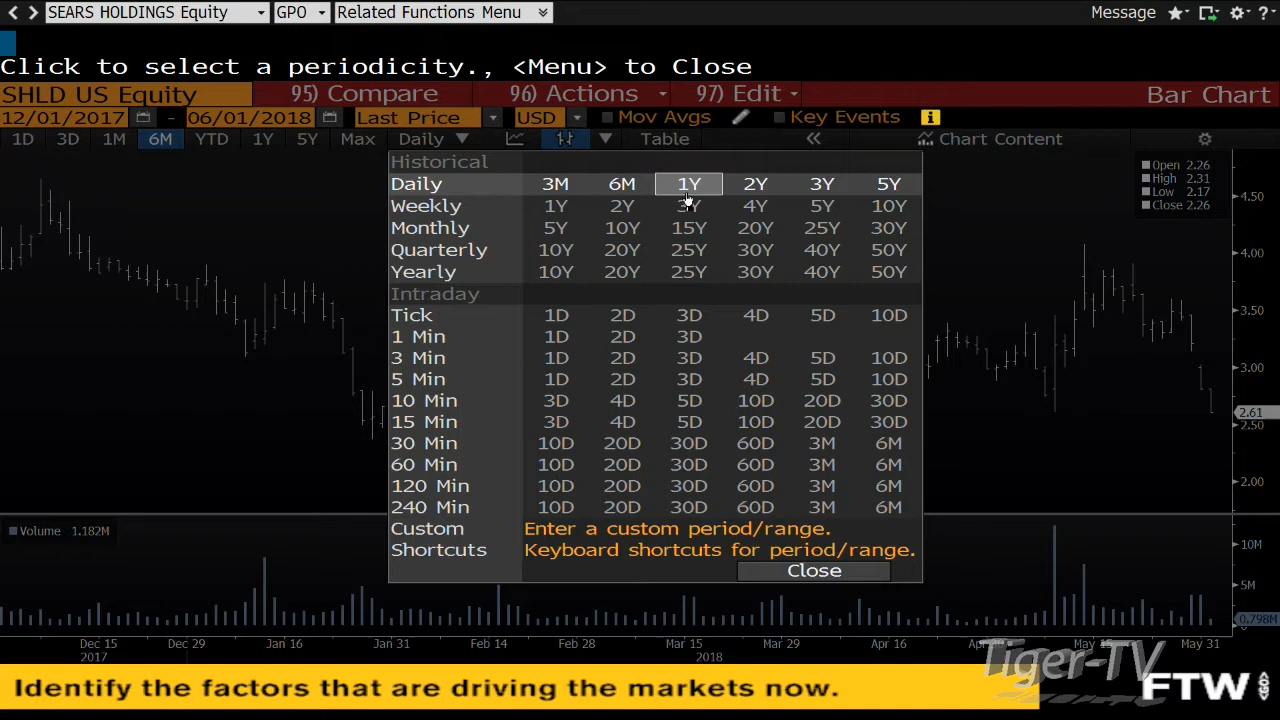 SEARS HOLDINGS Equity GPO Related Functions Menu Message ?
Click to select a periodicity., <Menu> to Close
SHLD US Equity 95) Compare 96) Actions 97) Edit Bar Chart
12/01/2017 - 06/01/2018 Last Price USD Mov Avgs Key Events i
1D 3D 1M 6M YTD 1Y 5Y Max Daily Table « Chart Content
Historical
Daily 3M 6M 1Y 2Y 3Y 5Y
Weekly 1Y 2Y 3Y 4Y 5Y 10Y
Monthly 5Y 10Y 15Y 20Y 25Y 30Y
Quarterly 10Y 20Y 25Y 30Y 40Y 50Y
Yearly 10Y 20Y 25Y 30Y 40Y 50Y
Intraday
Tick 1D 2D 3D 4D 5D 10D
1 Min 1D 2D 3D
3 Min 1D 2D 3D 4D 5D 10D
5 Min 1D 2D 3D 4D 5D 10D
10 Min 3D 4D 5D 10D 20D 30D
15 Min 3D 4D 5D 10D 20D 30D
30 Min 10D 20D 30D 60D 3M 6M
60 Min 10D 20D 30D 60D 3M 6M
120 Min 10D 20D 30D 60D 3M 6M
240 Min 10D 20D 30D 60D 3M 6M
Custom Enter a custom period/range.
Shortcuts Keyboard shortcuts for period/range.
Close
Open 2.26
High 2.31
Low 2.17
Close 2.26
4.50
4.00
3.50
3.00
2.61
2.50
2.00
Volume 1.182M
10M
5M
0.798M
Dec 15 Dec 29 Jan 16 Jan 31 Feb 14 Feb 28 Mar 15 Mar 29 Apr 16 May 31
2017 2018
Tiger-TV
Identify the factors that are driving the markets now.
FTW GO